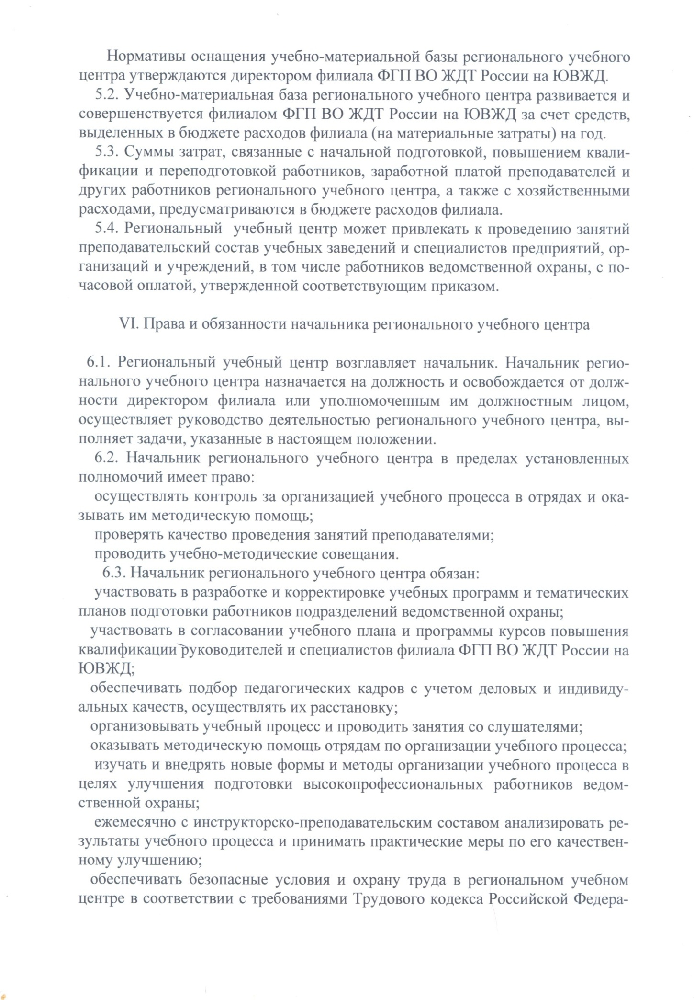 Нормативы оснащения учебно-материальной базы регионального учебного
центра утверждаются директором филиала ФГП ВО ЖДТ России на ЮВЖД.
5.2. Учебно-материальная база регионального учебного центра развивается и
совершенствуется филиалом ФГП ВО ЖДТ России на ЮВЖД за счет средств,
выделенных в бюджете расходов филиала (на материальные затраты) на год.
5.3. Суммы затрат, связанные с начальной подготовкой, повышением квали-
фикации и переподготовкой работников, заработной платой преподавателей и
других работников регионального учебного центра, а также с хозяйственными
расходами, предусматриваются в бюджете расходов филиала.
5.4. Региональный учебный центр может привлекать к проведению занятий
преподавательский состав учебных заведений и специалистов предприятий, ор-
ганизаций и учреждений, в том числе работников ведомственной охраны, с по-
часовой оплатой, утвержденной соответствующим приказом.
VI. Права и обязанности начальника регионального учебного центра
6.1. Региональный учебный центр возглавляет начальник. Начальник регио-
нального учебного центра назначается на должность и освобождается от долж-
ности директором филиала или уполномоченным им должностным лицом,
осуществляет руководство деятельностью регионального учебного центра, вы-
полняет задачи, указанные в настоящем положении.
6.2. Начальник регионального учебного центра в пределах установленных
полномочий имеет право:
осуществлять контроль за организацией учебного процесса в отрядах и ока-
зывать им методическую помощь;
проверять качество проведения занятий преподавателями;
проводить учебно-методические совещания.
6.3. Начальник регионального учебного центра обязан:
участвовать в разработке и корректировке учебных программ и тематических
планов подготовки работников подразделений ведомственной охраны;
участвовать в согласовании учебного плана и программы курсов повышения
квалификации руководителей и специалистов филиала ФГП ВО ЖДТ России на
ЮВЖД;
обеспечивать подбор педагогических кадров с учетом деловых и индивиду-
альных качеств, осуществлять их расстановку;
организовывать учебный процесс и проводить занятия со слушателями;
оказывать методическую помощь отрядам по организации учебного процесса;
изучать и внедрять новые формы и методы организации учебного процесса в
целях улучшения подготовки высокопрофессиональных работников ведом-
ственной охраны;
ежемесячно с инструкторско-преподавательским составом анализировать ре-
зультаты учебного процесса и принимать практические меры по его качествен-
ному улучшению;
обеспечивать безопасные условия и охрану труда в региональном учебном
центре в соответствии с требованиями Трудового кодекса Российской Федера-